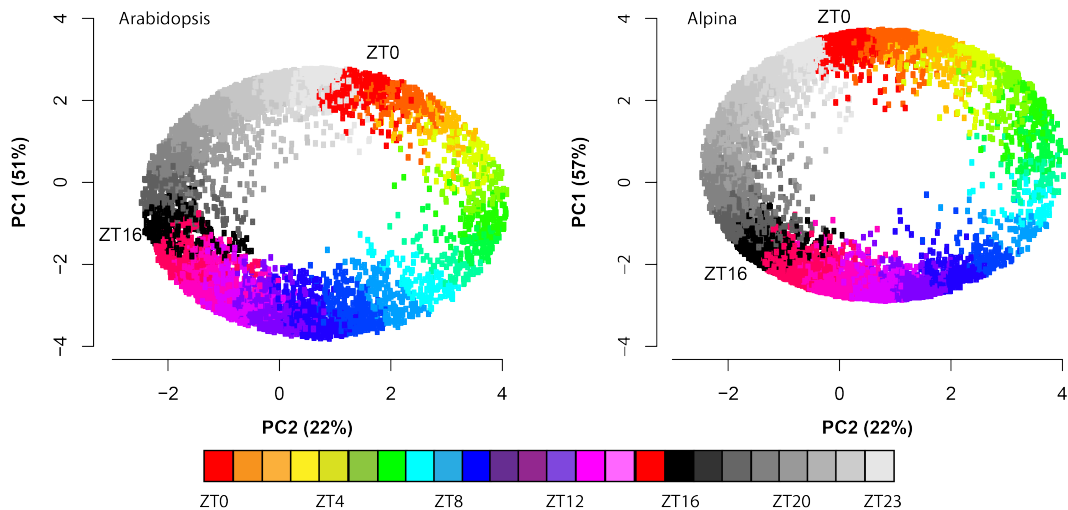 Arabidopsis
ZT0
4
2
0
−2
−4
PC1 (51%)
ZT16
−2 0 2 4
PC2 (22%)
Alpina
ZT0
4
2
0
−2
−4
PC1 (57%)
ZT16
−2 0 2 4
PC2 (22%)
ZT0 ZT4 ZT8 ZT12 ZT16 ZT20 ZT23